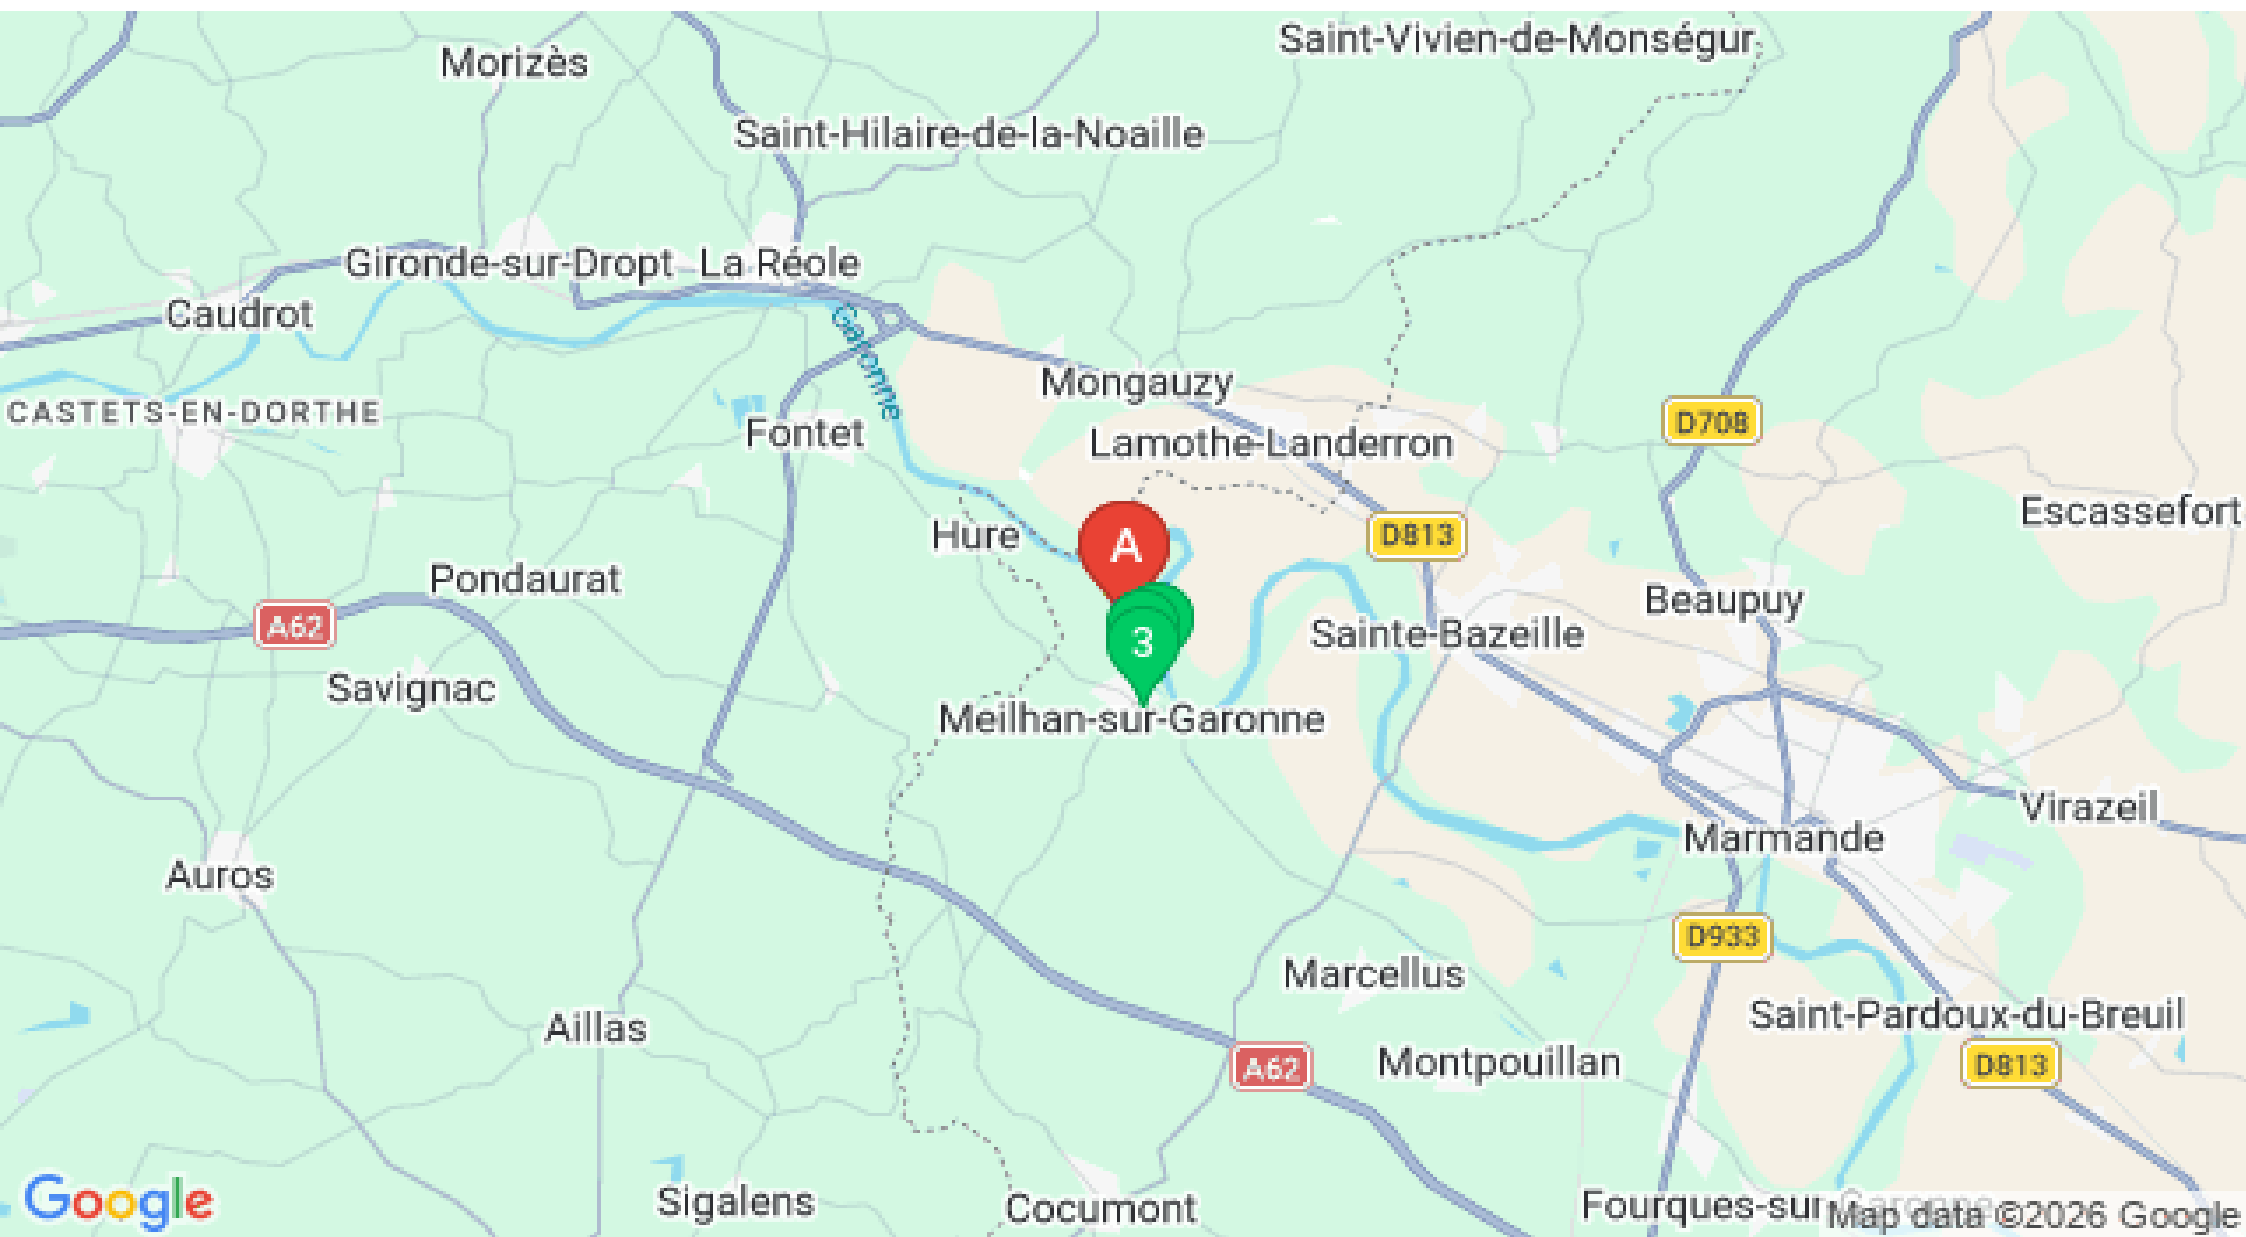 Saint-Vivien-de-Monségur
Morizès
Saint-Hilaire-de-la-Noaille
Gironde-sur-Dropt
La Réole
Caudrot
Garonne
Mongauzy
CASTETS-EN-DORTHE
D708
Fontet
Lamothe-Landerron
Escassefort
Hure
A
D813
Pondaurat
Beaupuy
A62
3
Sainte-Bazeille
Savignac
Meilhan-sur-Garonne
Virazeil
Marmande
Auros
D933
Marcellus
Saint-Pardoux-du-Breuil
Aillas
A62
Montpouillan
D813
Google
Sigalens
Cocumont
Fourques-sur-Garonne
Map data ©2026 Google